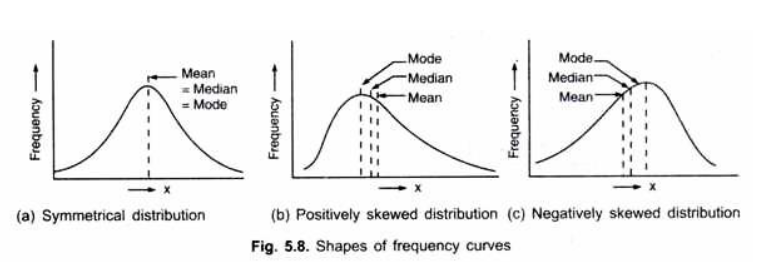 Frequency
Mean
= Median
= Mode
x
(a) Symmetrical distribution
Frequency
Mode
Median
Mean
x
(b) Positively skewed distribution
Frequency
Mode
Median
Mean
x
(c) Negatively skewed distribution
Fig. 5.8. Shapes of frequency curves